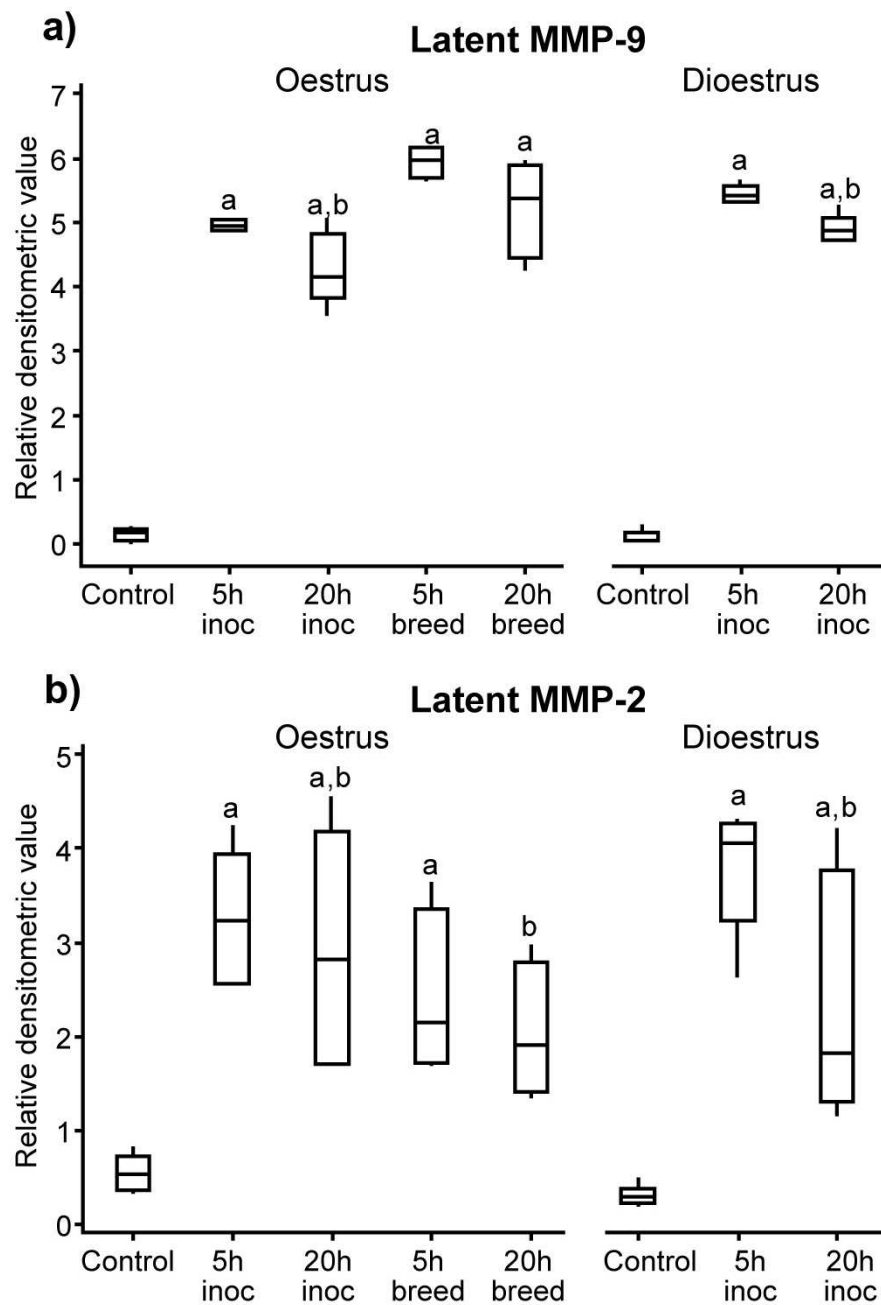 a)
Latent MMP-9
Oestrus
Dioestrus
Relative densitometric value
7
6
5
4
3
2
1
0
a
a,b
a
a
a
a,b
Control
5h
inoc
20h
inoc
5h
breed
20h
breed
Control
5h
inoc
20h
inoc
b)
Latent MMP-2
Oestrus
Dioestrus
Relative densitometric value
5
4
3
2
1
0
a
a,b
a
b
a
a,b
Control
5h
inoc
20h
inoc
5h
breed
20h
breed
Control
5h
inoc
20h
inoc